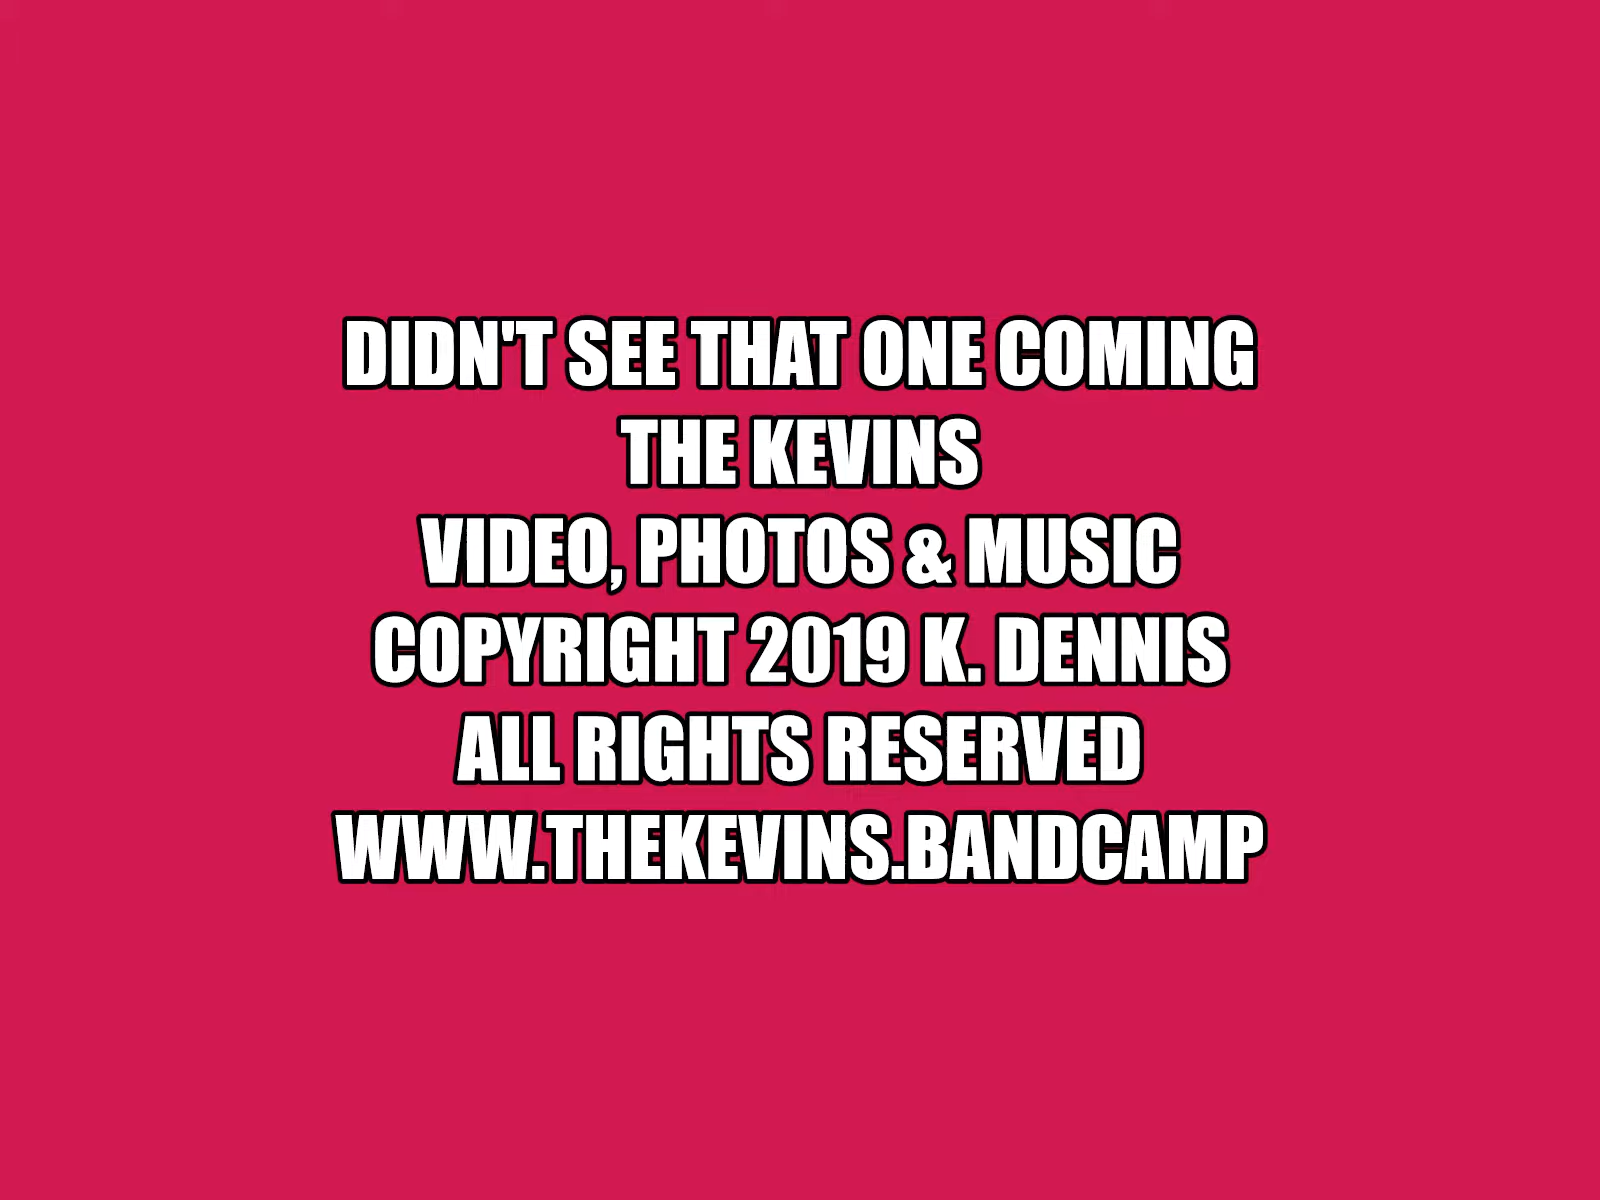 DIDN'T SEE THAT ONE COMING
THE KEVINS
VIDEO, PHOTOS & MUSIC
COPYRIGHT 2019 K. DENNIS
ALL RIGHTS RESERVED
WWW.THEKEVINS.BANDCAMP